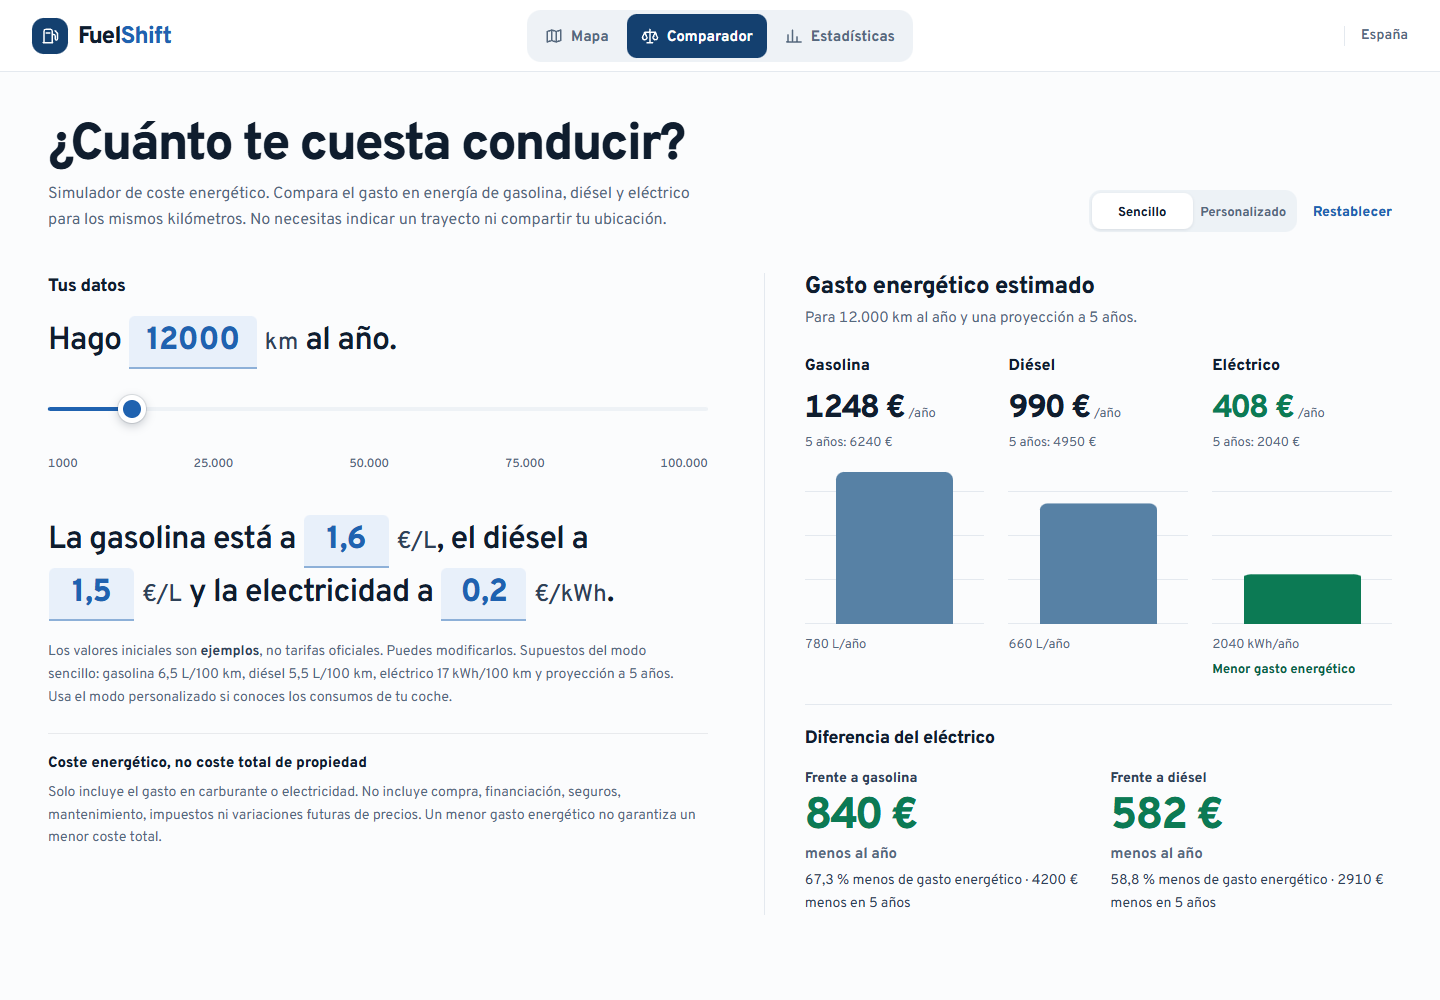 FuelShift
Mapa
Comparador
Estadísticas
España
¿Cuánto te cuesta conducir?
Simulador de coste energético. Compara el gasto en energía de gasolina, diésel y eléctrico
para los mismos kilómetros. No necesitas indicar un trayecto ni compartir tu ubicación.
Sencillo
Personalizado
Restablecer
Tus datos
Hago 12000 km al año.
1000 25.000 50.000 75.000 100.000
La gasolina está a 1,6 €/L, el diésel a
1,5 €/L y la electricidad a 0,2 €/kWh.
Los valores iniciales son ejemplos, no tarifas oficiales. Puedes modificarlos. Supuestos del modo
sencillo: gasolina 6,5 L/100 km, diésel 5,5 L/100 km, eléctrico 17 kWh/100 km y proyección a 5 años.
Usa el modo personalizado si conoces los consumos de tu coche.
Coste energético, no coste total de propiedad
Solo incluye el gasto en carburante o electricidad. No incluye compra, financiación, seguros,
mantenimiento, impuestos ni variaciones futuras de precios. Un menor gasto energético no garantiza un
menor coste total.
Gasto energético estimado
Para 12.000 km al año y una proyección a 5 años.
Gasolina
1248 € /año
5 años: 6240 €
780 L/año
Diésel
990 € /año
5 años: 4950 €
660 L/año
Eléctrico
408 € /año
5 años: 2040 €
2040 kWh/año
Menor gasto energético
Diferencia del eléctrico
Frente a gasolina
840 €
menos al año
67,3 % menos de gasto energético · 4200 €
menos en 5 años
Frente a diésel
582 €
menos al año
58,8 % menos de gasto energético · 2910 €
menos en 5 años